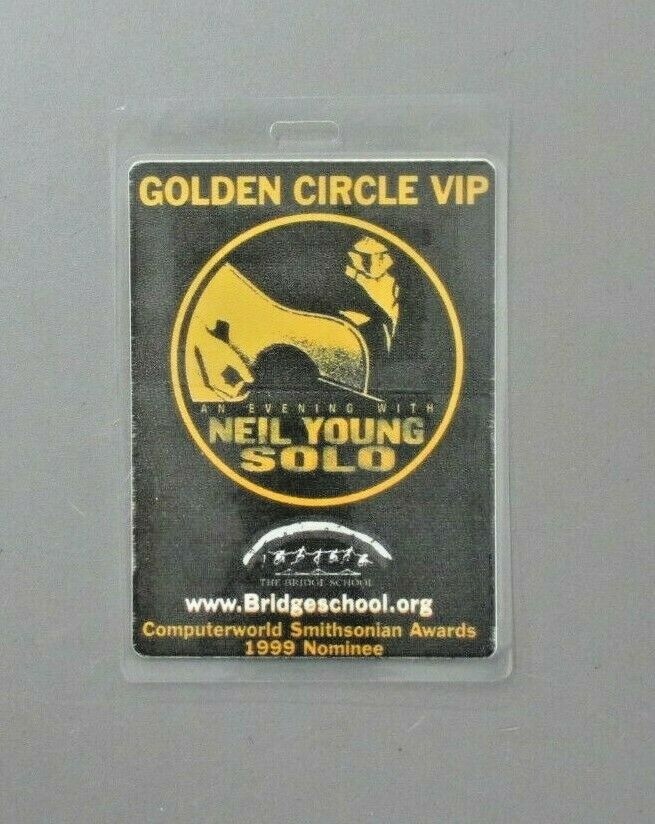 GOLDEN CIRCLE VIP
AN EVENING WITH
NEIL YOUNG
SOLO
THE BRIDGE SCHOOL
www.Bridgeschool.org
Computerworld Smithsonian Awards
1999 Nominee